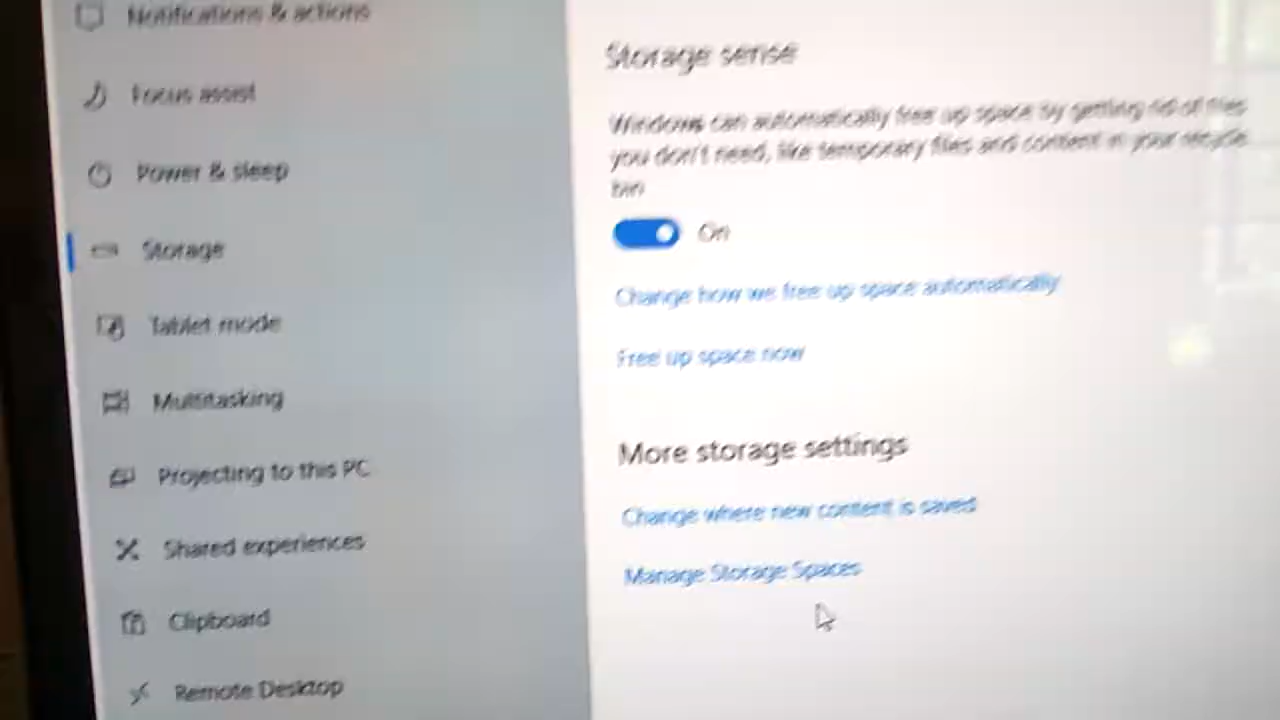 Notifications & actions
Focus assist
Power & sleep
Storage
Tablet mode
Multitasking
Projecting to this PC
Shared experiences
Clipboard
Remote Desktop
Storage sense
Windows can automatically free up space by getting rid of files
you don't need, like temporary files and content in your recycle
bin
On
Change how we free up space automatically
Free up space now
More storage settings
Change where new content is saved
Manage Storage Spaces